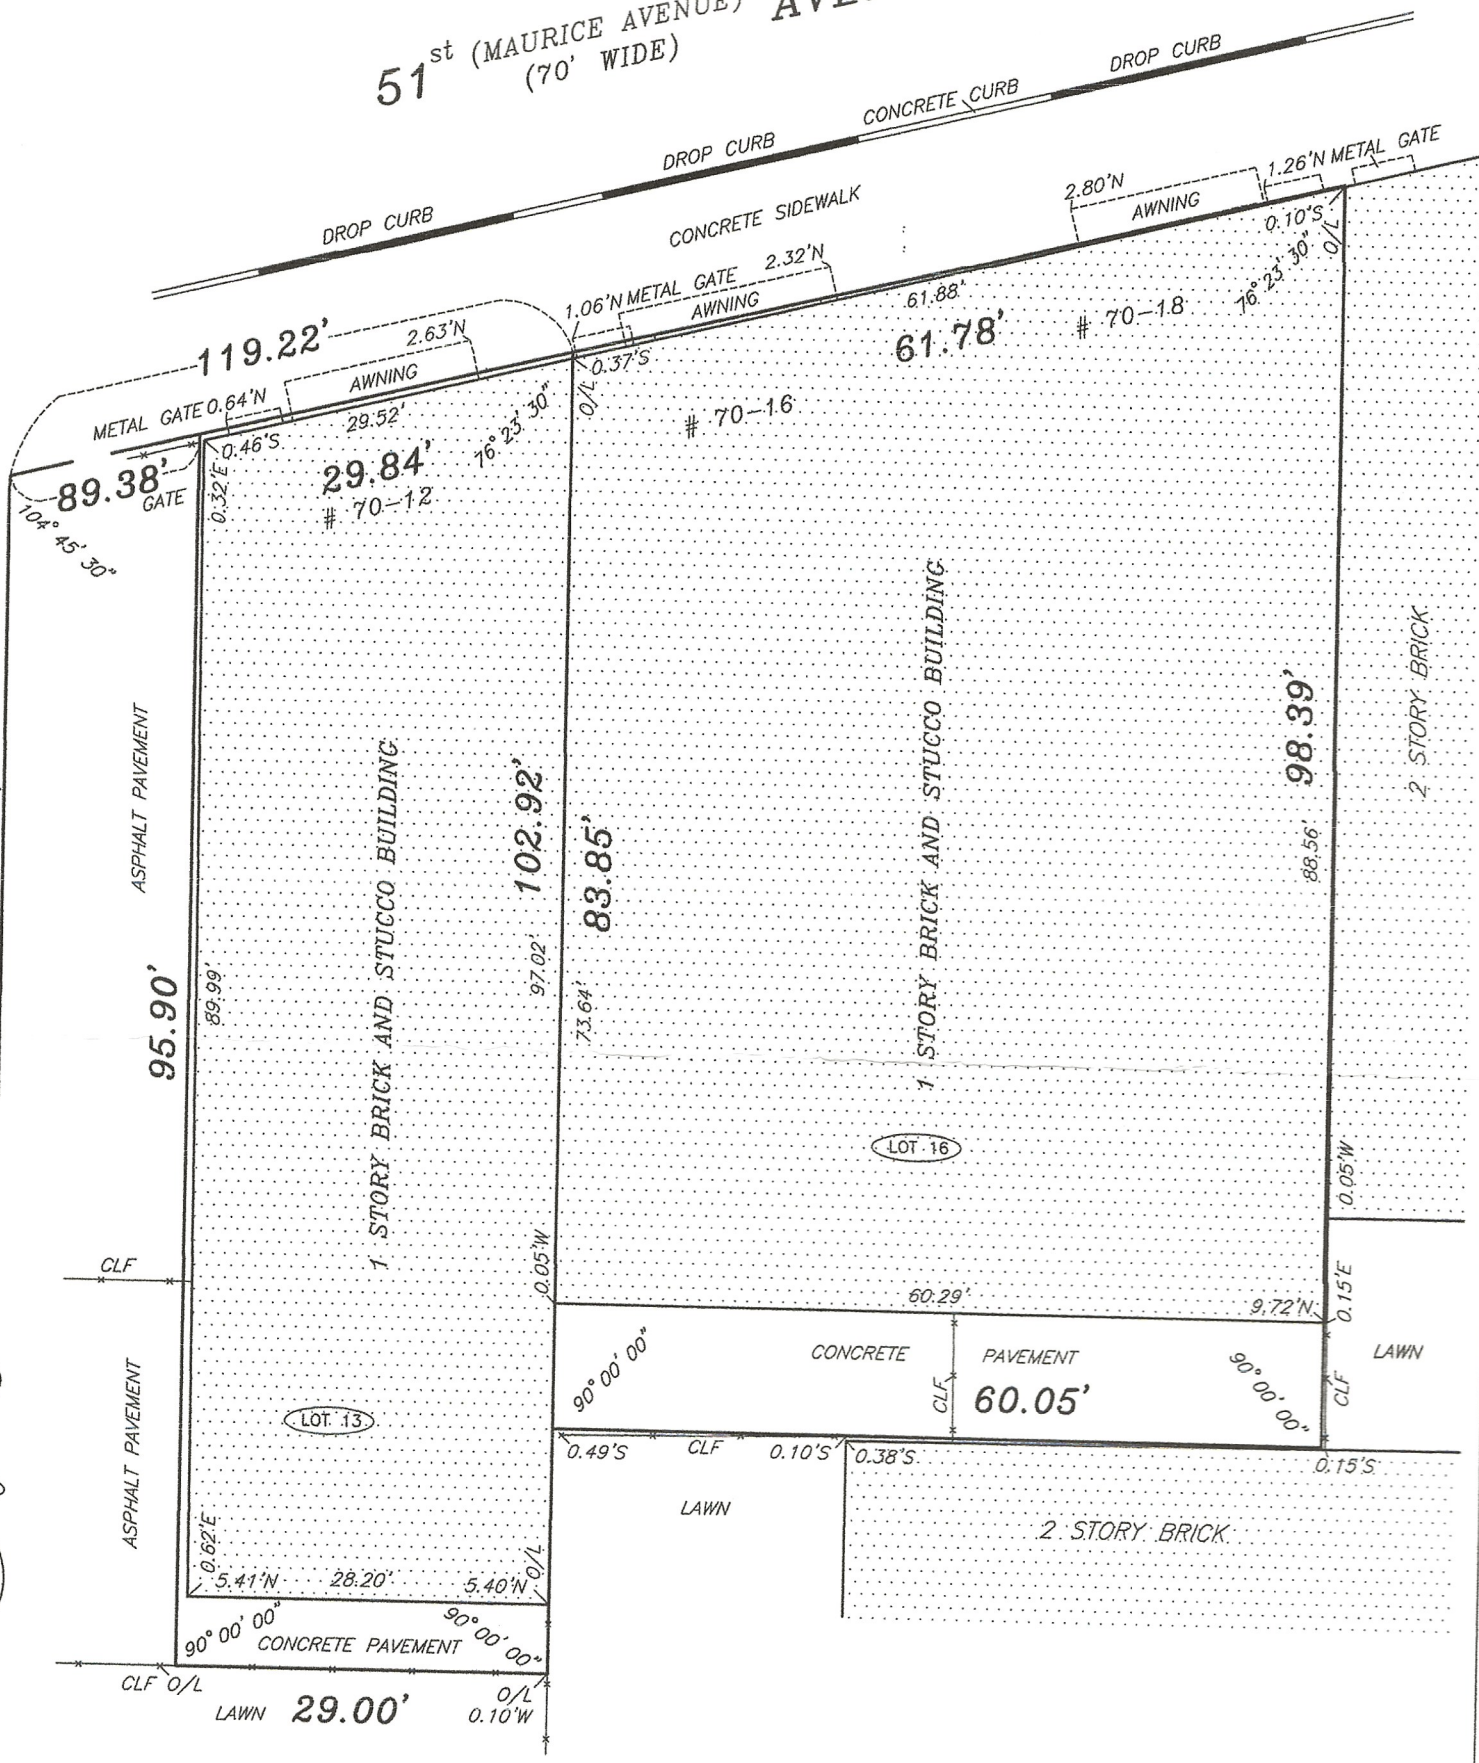 51st (MAURICE AVENUE)
(70' WIDE)
DROP CURB
CONCRETE CURB
DROP CURB
DROP CURB
CONCRETE SIDEWALK
1.26'N METAL GATE
2.80'N
AWNING
0.10'S
O/L
76° 23' 30"
1.06'N METAL GATE 2.32'N
AWNING
61.88'
61.78'
# 70-18
119.22'
2.63'N
AWNING
0.37'S
O/L
METAL GATE 0.64'N
29.52'
76° 23' 30"
# 70-16
0.46'S
29.84'
# 70-12
89.38'
GATE
0.32'E
104° 45' 30"
ASPHALT PAVEMENT
95.90'
89.99'
1 STORY BRICK AND STUCCO BUILDING
102.92'
97.02'
83.85'
73.64'
1 STORY BRICK AND STUCCO BUILDING
98.39'
88.56'
2 STORY BRICK
LOT 16
0.05'W
0.05'W
0.15'E
CLF
60.29'
9.72'N
90° 00' 00"
CONCRETE PAVEMENT
CLF
60.05'
90° 00' 00"
CLF
LAWN
ASPHALT PAVEMENT
LOT 13
0.49'S
CLF
0.10'S
0.38'S
0.15'S
LAWN
2 STORY BRICK
0.62'E
O/L
5.41'N
28.20'
5.40'N
90° 00' 00"
90° 00' 00"
CONCRETE PAVEMENT
CLF O/L
O/L
LAWN
29.00'
0.10'W